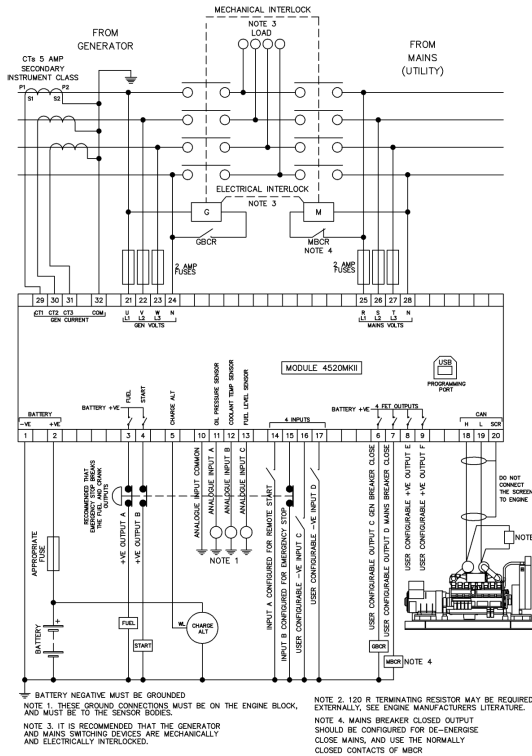 MECHANICAL INTERLOCK
FROM
GENERATOR
NOTE 3
LOAD
FROM
MAINS
(UTILITY)
CTs 5 AMP
SECONDARY
INSTRUMENT CLASS
P1
P2
S1
S2
ELECTRICAL INTERLOCK
NOTE 3
G
M
GBCR
MBCR
NOTE 4
2 AMP
FUSES
2 AMP
FUSES
29 30 31 32 21 22 23 24 25 26 27 28
CT1 CT2 CT3 COM
GEN CURRENT
U V W N
L1 L2 L3
GEN VOLTS
R S T N
L1 L2 L3
MAINS VOLTS
MODULE 4520MKII
USB
PROGRAMMING
PORT
BATTERY
-VE +VE
BATTERY +VE
FUEL
START
CHARGE ALT
OIL PRESSURE SENSOR
COOLANT TEMP SENSOR
FUEL LEVEL SENSOR
4 INPUTS
BATTERY +VE
4 FET OUTPUTS
CAN
H L SCR
1 2 3 4 5 10 11 12 13 14 15 16 17 6 7 8 9 18 19 20
RECOMMENDED THAT
EMERGENCY STOP BREAKS
THE FUEL AND CRANK
OUTPUTS
+VE OUTPUT A
+VE OUTPUT B
ANALOGUE INPUT COMMON
ANALOGUE INPUT A
ANALOGUE INPUT B
ANALOGUE INPUT C
NOTE 1
INPUT A CONFIGURED FOR REMOTE START
INPUT B CONFIGURED FOR EMERGENCY STOP
USER CONFIGURABLE -VE INPUT C
USER CONFIGURABLE -VE INPUT D
USER CONFIGURABLE OUTPUT C GEN BREAKER CLOSE
USER CONFIGURABLE OUTPUT D MAINS BREAKER CLOSE
USER CONFIGURABLE +VE OUTPUT E
USER CONFIGURABLE +VE OUTPUT F
DO NOT
CONNECT
THE SCREEN
TO ENGINE
NOTE
APPROPRIATE
FUSE
BATTERY
+
-
FUEL
START
WL
CHARGE
ALT
GBCR
MBCR
NOTE 4
BATTERY NEGATIVE MUST BE GROUNDED
NOTE 1. THESE GROUND CONNECTIONS MUST BE ON THE ENGINE BLOCK,
AND MUST BE TO THE SENSOR BODIES.
NOTE 3. IT IS RECOMMENDED THAT THE GENERATOR
AND MAINS SWITCHING DEVICES ARE MECHANICALLY
AND ELECTRICALLY INTERLOCKED.
NOTE 2. 120 R TERMINATING RESISTOR MAY BE REQUIRED
EXTERNALLY, SEE ENGINE MANUFACTURERS LITERATURE.
NOTE 4. MAINS BREAKER CLOSED OUTPUT
SHOULD BE CONFIGURED FOR DE-ENERGISE
CLOSE MAINS, AND USE THE NORMALLY
CLOSED CONTACTS OF MBCR